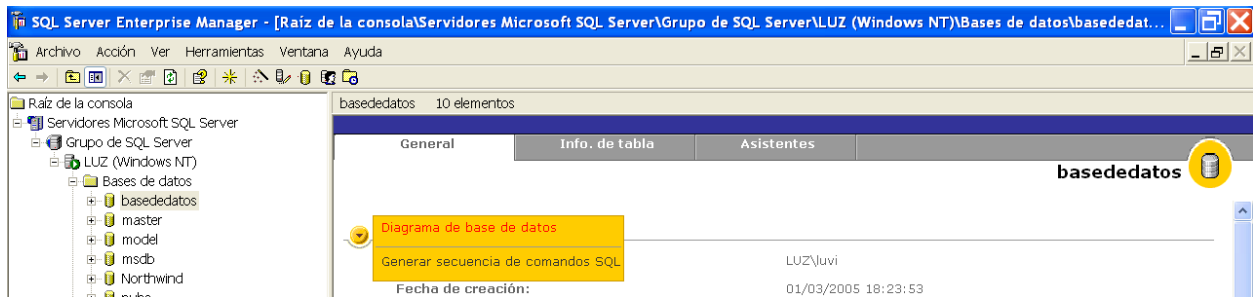 SQL Server Enterprise Manager - [Raíz de la consola\Servidores Microsoft SQL Server\Grupo de SQL Server\LUZ (Windows NT)\Bases de datos\basededat...
Archivo Acción Ver Herramientas Ventana Ayuda
Raíz de la consola
Servidores Microsoft SQL Server
Grupo de SQL Server
LUZ (Windows NT)
Bases de datos
basededatos
master
model
msdb
Northwind
basededatos 10 elementos
General Info. de tabla Asistentes
basededatos
Diagrama de base de datos
Generar secuencia de comandos SQL
LUZ\luvi
Fecha de creación: 01/03/2005 18:23:53